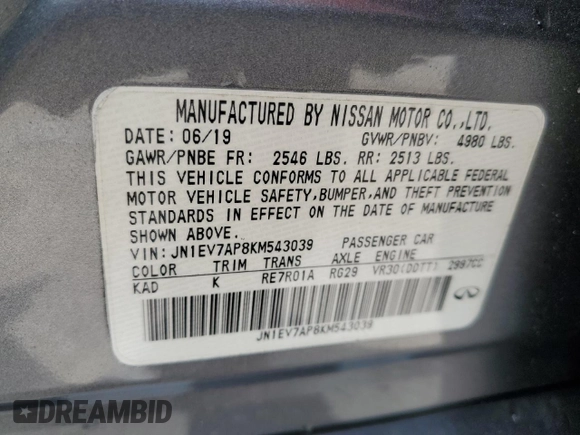 MANUFACTURED BY NISSAN MOTOR CO.,LTD.
DATE: 06/19 GVWR/PNBV: 4980 LBS.
GAWR/PNBE FR: 2546 LBS. RR: 2513 LBS.
THIS VEHICLE CONFORMS TO ALL APPLICABLE FEDERAL
MOTOR VEHICLE SAFETY,BUMPER,AND THEFT PREVENTION
STANDARDS IN EFFECT ON THE DATE OF MANUFACTURE
SHOWN ABOVE.
VIN: JN1EV7AP8KM543039 PASSENGER CAR
COLOR TRIM TRANS AXLE ENGINE
KAD K RE7R01A RG29 VR30(DDTT) 2997CC
JN1EV7AP8KM543039
DREAMBID